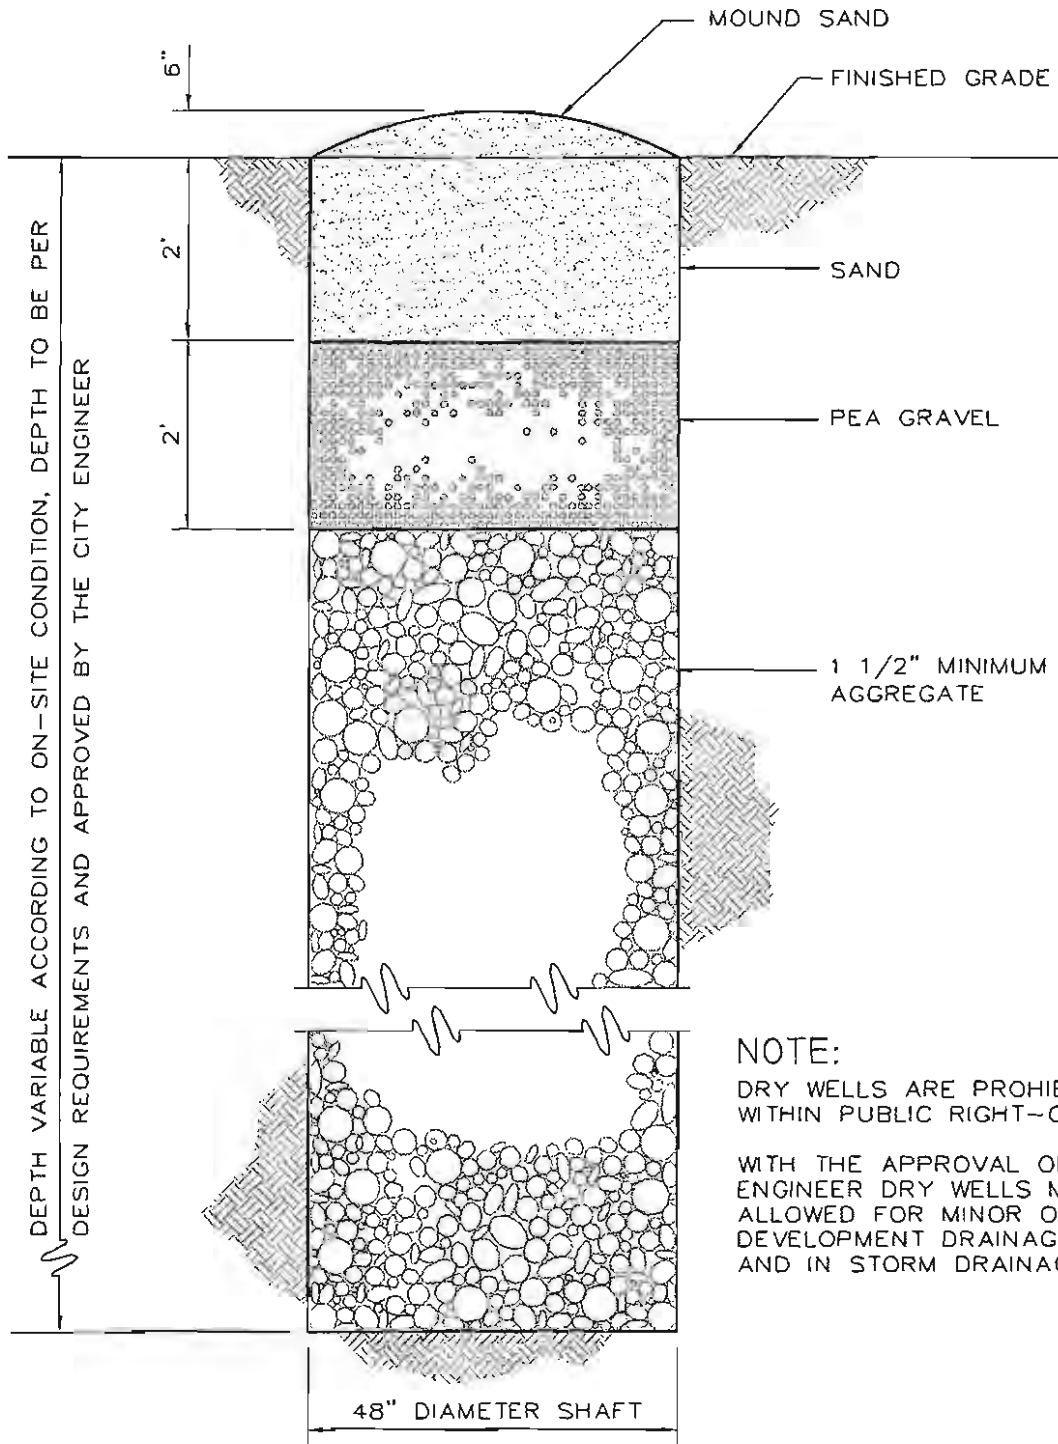 MOUND SAND
6"
FINISHED GRADE
2'
SAND
2'
PEA GRAVEL
1 1/2" MINIMUM
AGGREGATE
DEPTH VARIABLE ACCORDING TO ON-SITE CONDITION, DEPTH TO BE PER
DESIGN REQUIREMENTS AND APPROVED BY THE CITY ENGINEER
NOTE:
DRY WELLS ARE
WITHIN PUBLIC
WITH THE APPROVAL
ENGINEER DRY WELLS
ALLOWED FOR MINOR
DEVELOPMENT
AND IN STORM
48" DIAMETER SHAFT